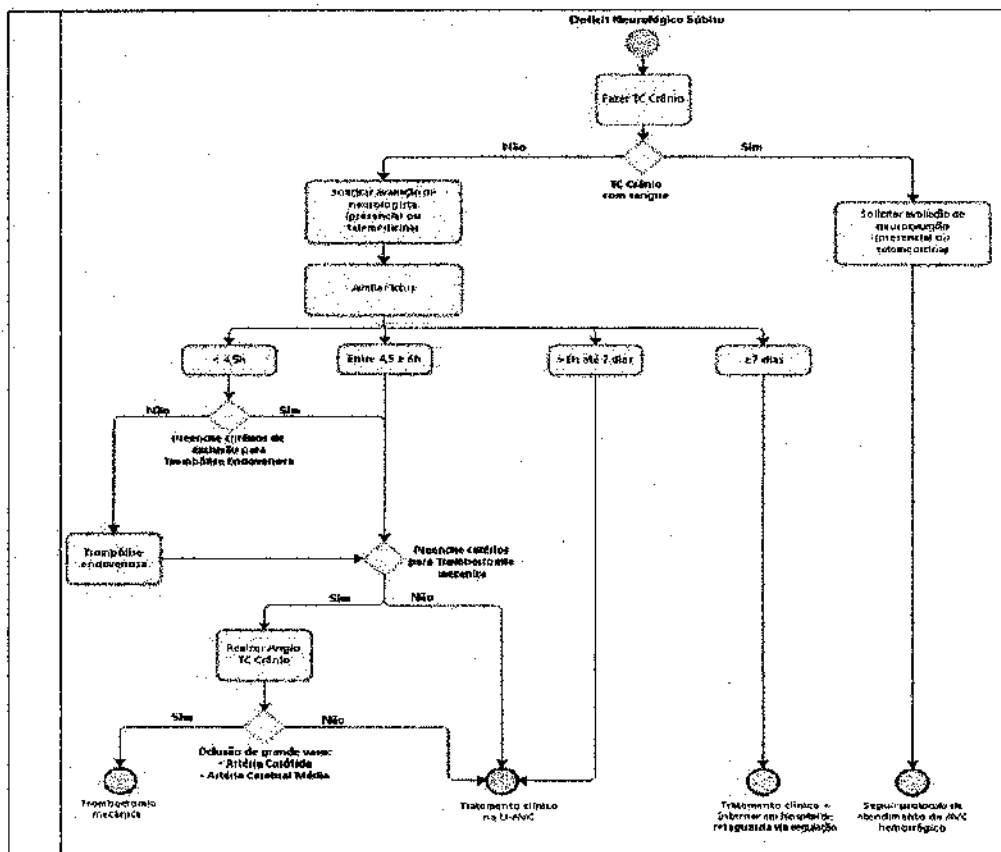 Déficit Neurológico Súbito
Fazer TC Crânio
Não
Sim
TC Crânio
com sangue
Solicitar avaliação de
neurologista
(presencial ou
telemedicina)
Solicitar avaliação de
neurocirurgião
(presencial ou
telemedicina)
Entre 4,5 e 6h
> 6h até 7 dias
≥7 dias
Não
Sim
Preenche critérios de
exclusão para
Trombólise Endovenosa
Trombólise
endovenosa
Preenche critérios
para Trombectomia
mecânica
Sim
Não
Realizar Angio
TC Crânio
Sim
Não
Oclusão de grande vaso:
- Artéria Carótida
- Artéria Cerebral Média
Trombectomia
mecânica
Tratamento clínico
na U-AVC
Tratamento clínico e
internar em hospital de
retaguarda via regulação
Seguir protocolo de
atendimento do AVC
hemorrágico